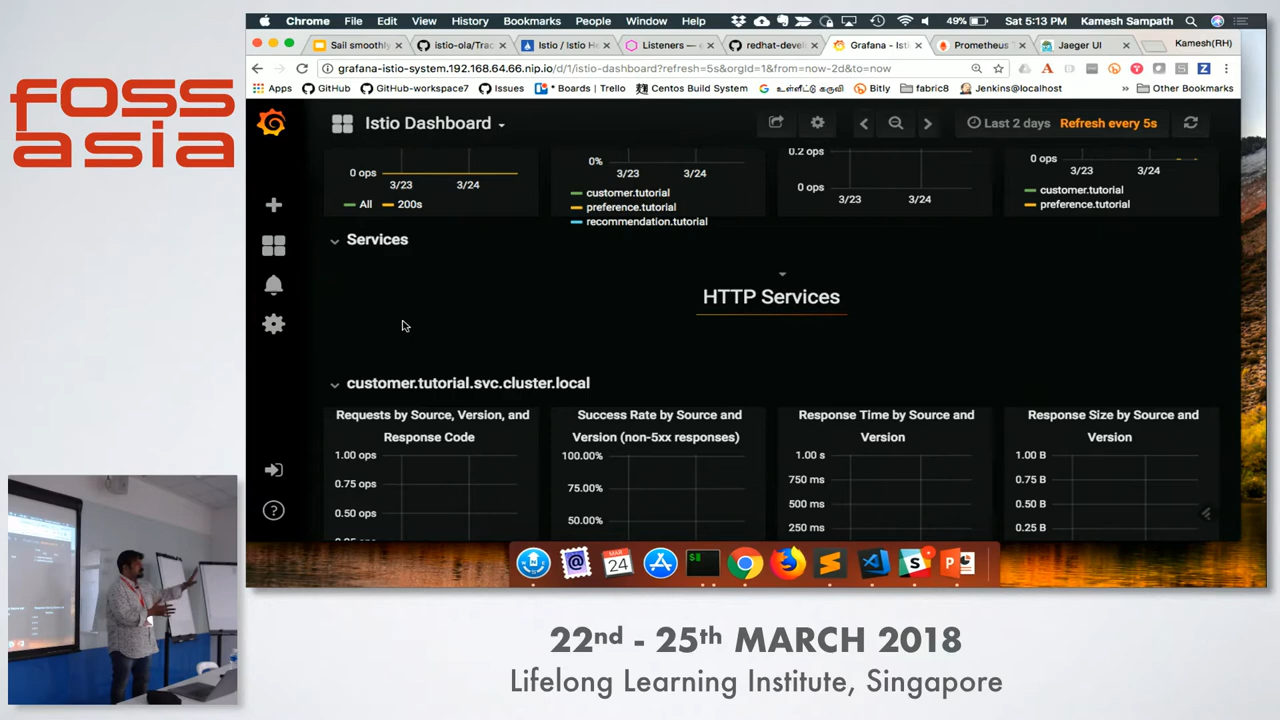 foss
asia
Chrome File Edit View History Bookmarks People Window Help 49% Sat 5:13 PM Kamesh Sampath
Sail smoothly istio-ola/Trac Istio / Istio He Listeners — e redhat-devel Grafana - Ist Prometheus Jaeger UI Kamesh(RH)
grafana-istio-system.192.168.64.66.nip.io/d/1/istio-dashboard?refresh=5s&orgId=1&from=now-2d&to=now
Apps GitHub GitHub-workspace7 Issues * Boards | Trello Centos Build System உள்ளீட்டு கருவி Bitly fabric8 Jenkins@localhost » Other Bookmarks
Istio Dashboard Last 2 days Refresh every 5s
0 ops 3/23 3/24 All 200s
0% 3/23 3/24
customer.tutorial
preference.tutorial
recommendation.tutorial
0.2 ops
0 ops
3/23 3/24
0 ops
3/23 3/24
customer.tutorial
preference.tutorial
Services
HTTP Services
customer.tutorial.svc.cluster.local
Requests by Source, Version, and
Response Code
1.00 ops
0.75 ops
0.50 ops
Success Rate by Source and
Version (non-5xx responses)
100.00%
75.00%
50.00%
Response Time by Source and
Version
1.00 s
750 ms
500 ms
250 ms
Response Size by Source and
Version
1.00 B
0.75 B
0.50 B
0.25 B
MAR
24
22nd - 25th MARCH 2018
Lifelong Learning Institute, Singapore